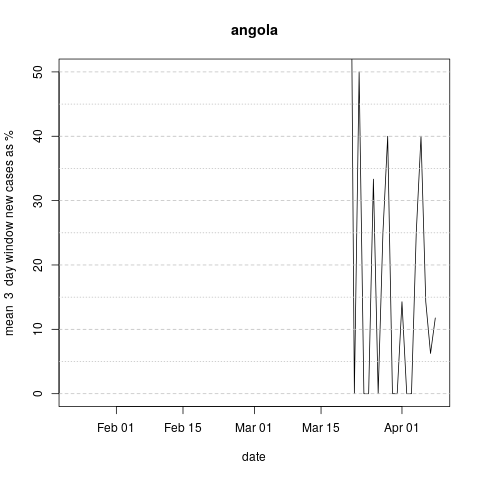 angola
mean  3  day window new cases as %
50
40
30
20
10
0
Feb 01
Feb 15
Mar 01
Mar 15
Apr 01
date